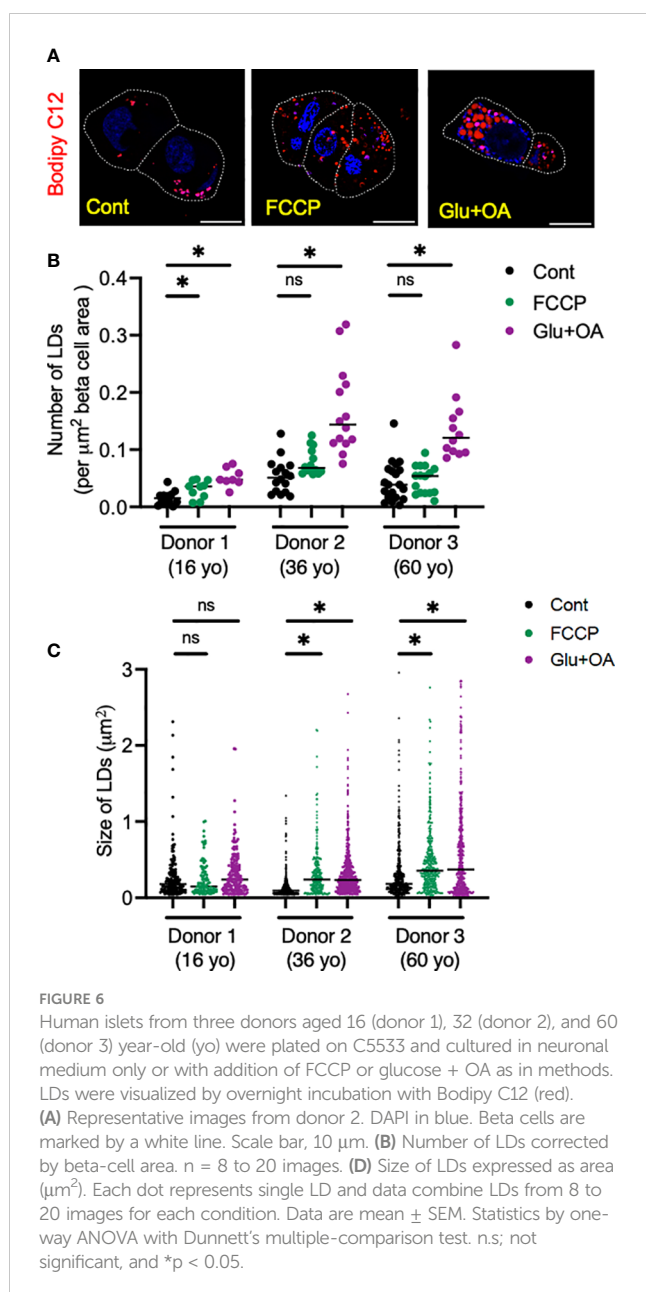 A
Bodipy C12
Cont
FCCP
Glu+OA
B
Number of LDs
(per μm² beta cell area )
0.4
0.3
0.2
0.1
0.0
*
*
ns
*
ns
*
Cont
FCCP
Glu+OA
Donor 1
(16 yo)
Donor 2
(36 yo)
Donor 3
(60 yo)
C
Size of LDs (μm²)
3
2
1
0
ns
ns
*
*
*
*
Cont
FCCP
Glu+OA
Donor 1
(16 yo)
Donor 2
(36 yo)
Donor 3
(60 yo)
FIGURE 6
Human islets from three donors aged 16 (donor 1), 32 (donor 2), and 60
(donor 3) year-old (yo) were plated on C5533 and cultured in neuronal
medium only or with addition of FCCP or glucose + OA as in methods.
LDs were visualized by overnight incubation with Bodipy C12 (red).
(A) Representative images from donor 2. DAPI in blue. Beta cells are
marked by a white line. Scale bar, 10 μm. (B) Number of LDs corrected
by beta-cell area. n = 8 to 20 images. (D) Size of LDs expressed as area
(μm²). Each dot represents single LD and data combine LDs from 8 to
20 images for each condition. Data are mean ± SEM. Statistics by one-
way ANOVA with Dunnett's multiple-comparison test. n.s; not
significant, and *p < 0.05.